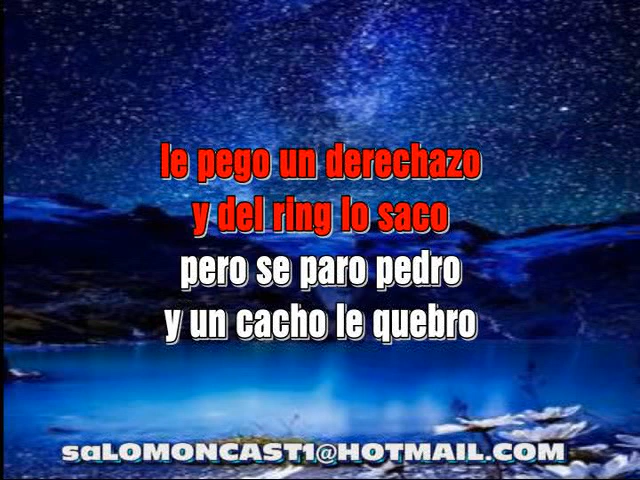 le pego un derechazo
y del ring lo saco
pero se paro pedro
y un cacho le quebro
saLOMONCAST1@HOTMAIL.COM